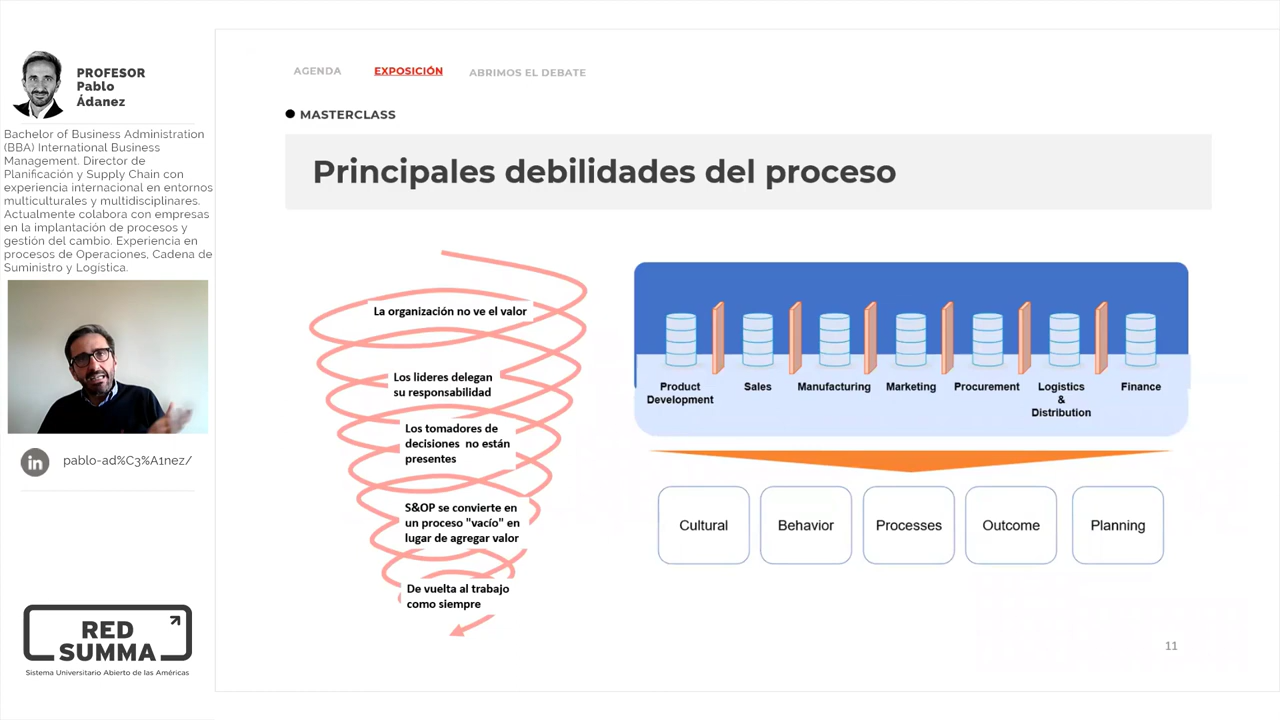 PROFESOR
Pablo
Ádanez
Bachelor of Business Administration
(BBA) International Business
Management. Director de
Planificación y Supply Chain con
experiencia internacional en entornos
multiculturales y multidisciplinares.
Actualmente colabora con empresas
en la implantación de procesos y
gestión del cambio. Experiencia en
procesos de Operaciones, Cadena de
Suministro y Logística.
in
pablo-ad%C3%A1nez/
RED
SUMMA
Sistema Universitario Abierto de las Américas
AGENDA
EXPOSICIÓN
ABRIMOS EL DEBATE
MASTERCLASS
Principales debilidades del proceso
La organización no ve el valor
Los lideres delegan
su responsabilidad
Los tomadores de
decisiones no están
presentes
S&OP se convierte en
un proceso "vacío" en
lugar de agregar valor
De vuelta al trabajo
como siempre
Product
Development
Sales
Manufacturing
Marketing
Procurement
Logistics
&
Distribution
Finance
Cultural
Behavior
Processes
Outcome
Planning
11